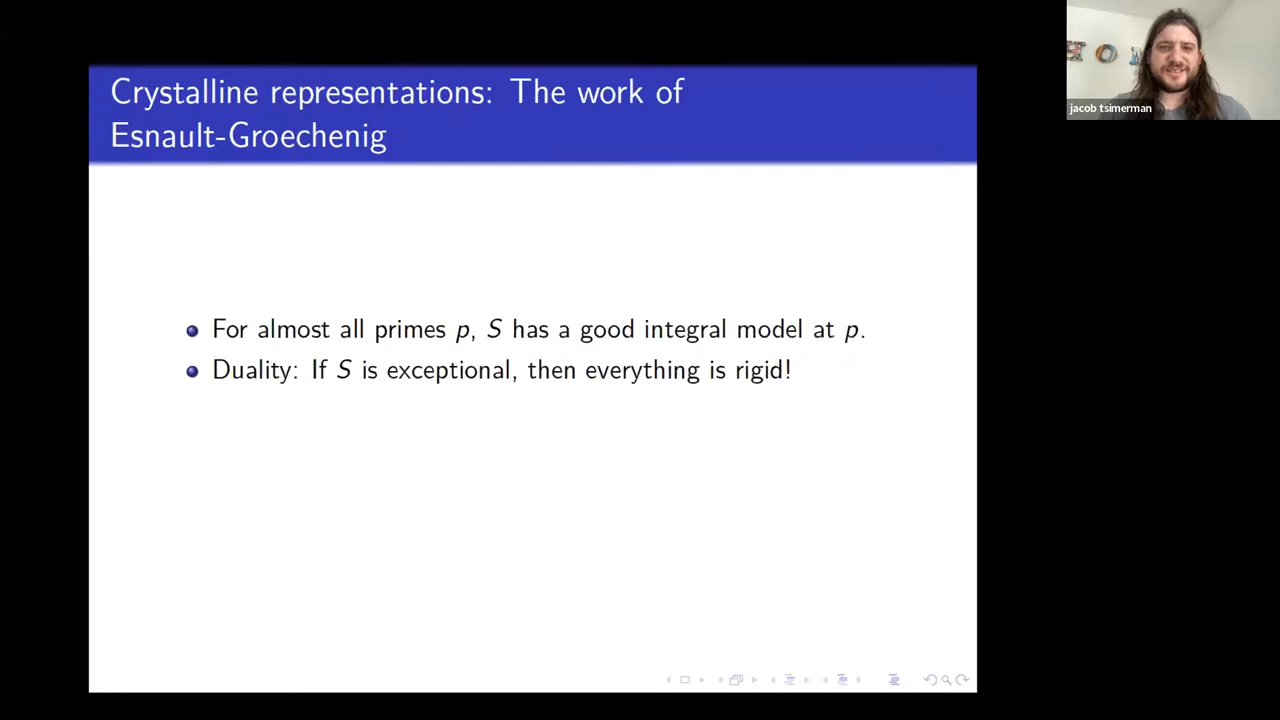 Crystalline representations: The work of
Esnault-Groechenig
For almost all primes p, S has a good integral model at p.
Duality: If S is exceptional, then everything is rigid!
jacob tsimerman